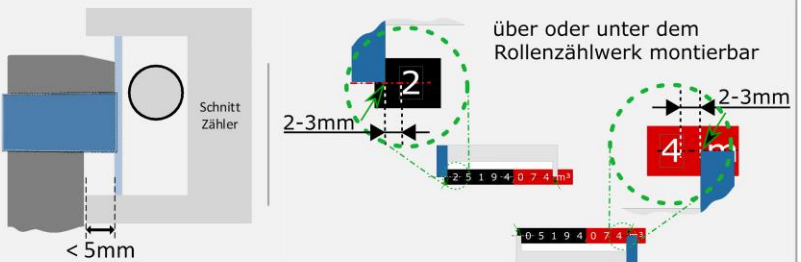 Schnitt
Zähler
< 5mm
über oder unter dem
Rollenzählwerk montierbar
2
2-3mm
2 5 1 9 4 0 7 4 m³
2-3mm
4 m
0 5 1 9 4 0 7 4 m³